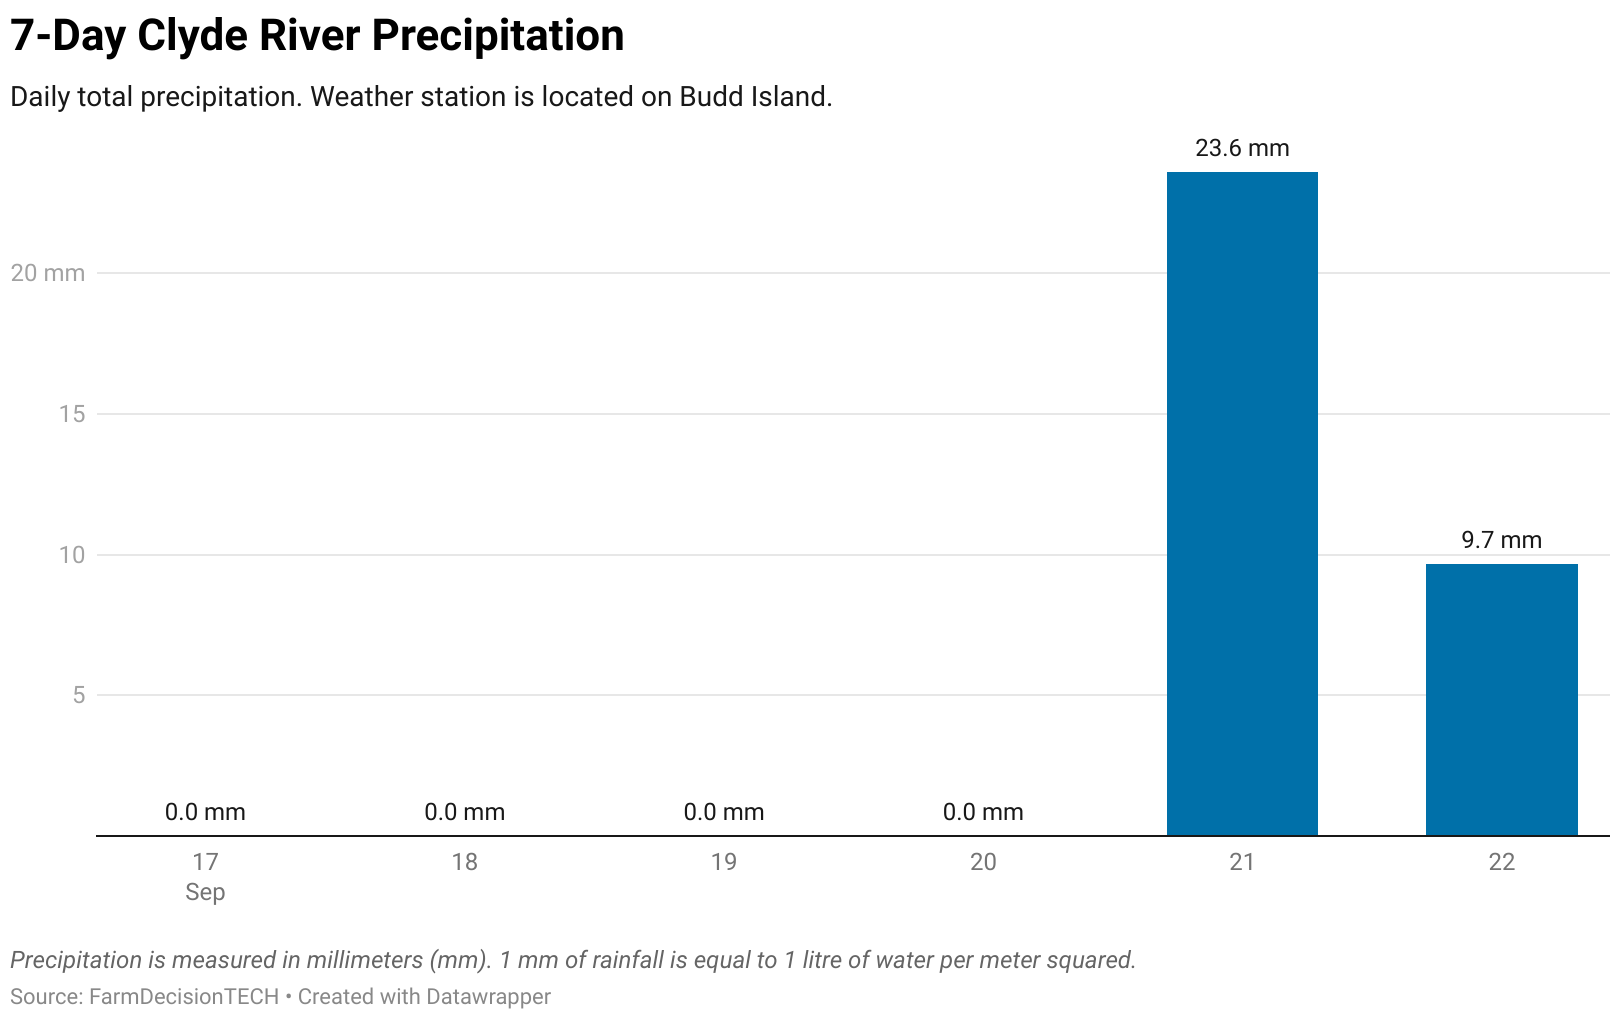 7-Day Clyde River Precipitation
Daily total precipitation. Weather station is located on Budd Island.
23.6 mm
20 mm
15
10
9.7 mm
5
0.0 mm 0.0 mm 0.0 mm 0.0 mm
17 18 19 20 21 22
Sep
Precipitation is measured in millimeters (mm). 1 mm of rainfall is equal to 1 litre of water per meter squared.
Source: FarmDecisionTECH • Created with Datawrapper